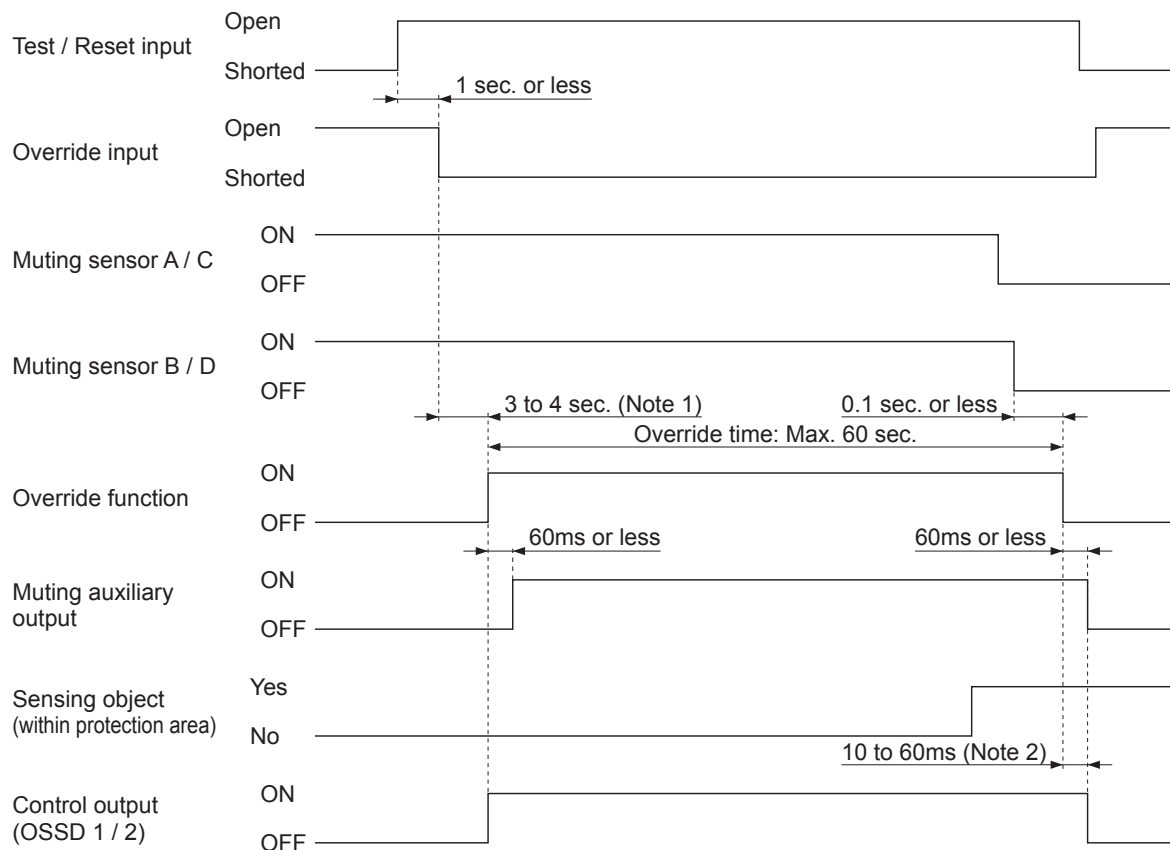 Open
Test / Reset input
Shorted
1 sec. or less
Open
Override input
Shorted
ON
Muting sensor A / C
OFF
ON
Muting sensor B / D
OFF
3 to 4 sec. (Note 1)
0.1 sec. or less
Override time: Max. 60 sec.
ON
Override function
OFF
60ms or less
60ms or less
ON
Muting auxiliary
output
OFF
Yes
Sensing object
(within protection area)
No
10 to 60ms (Note 2)
ON
Control output
(OSSD 1 / 2)
OFF